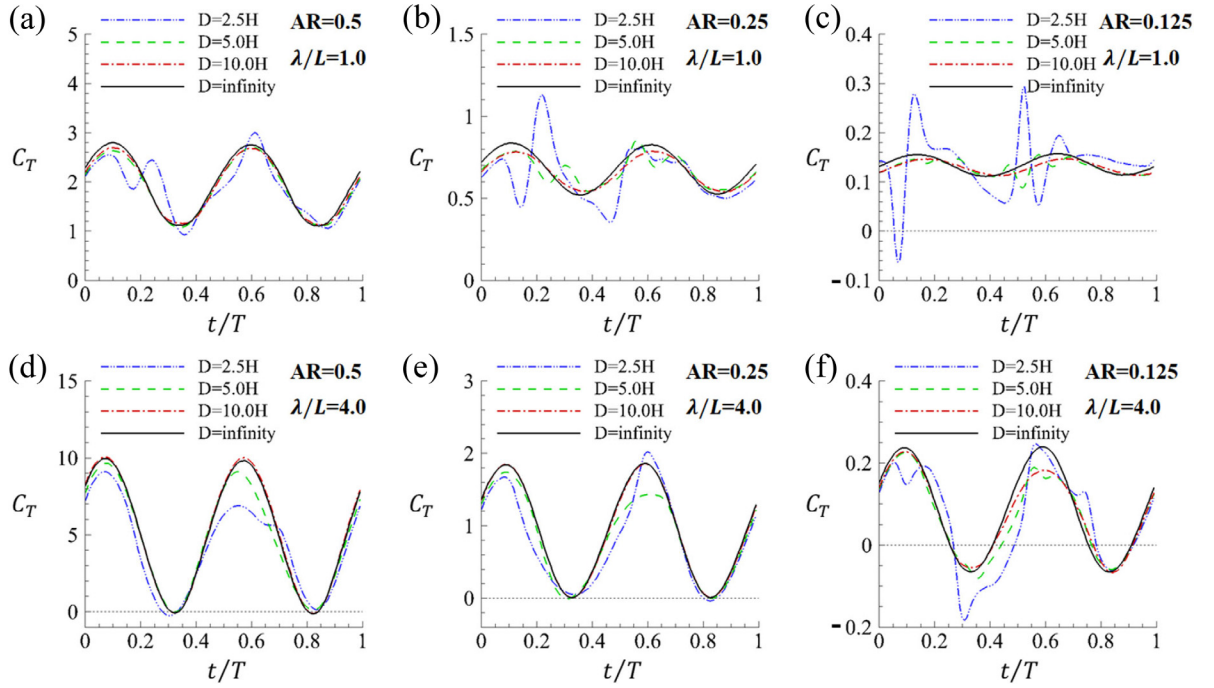 (a)
D=2.5H
D=5.0H
D=10.0H
D=infinity
AR=0.5
λ/L=1.0
5
4
3
2
1
0
C_T
0 0.2 0.4 0.6 0.8 1
t/T
(b)
D=2.5H
D=5.0H
D=10.0H
D=infinity
AR=0.25
λ/L=1.0
1.5
1
0.5
0
C_T
0 0.2 0.4 0.6 0.8 1
t/T
(c)
D=2.5H
D=5.0H
D=10.0H
D=infinity
AR=0.125
λ/L=1.0
0.4
0.3
0.2
0.1
0
-0.1
C_T
0 0.2 0.4 0.6 0.8 1
t/T
(d)
D=2.5H
D=5.0H
D=10.0H
D=infinity
AR=0.5
λ/L=4.0
15
10
5
0
C_T
0 0.2 0.4 0.6 0.8 1
t/T
(e)
D=2.5H
D=5.0H
D=10.0H
D=infinity
AR=0.25
λ/L=4.0
3
2
1
0
C_T
0 0.2 0.4 0.6 0.8 1
t/T
(f)
D=2.5H
D=5.0H
D=10.0H
D=infinity
AR=0.125
λ/L=4.0
0.4
0.2
0
-0.2
C_T
0 0.2 0.4 0.6 0.8 1
t/T